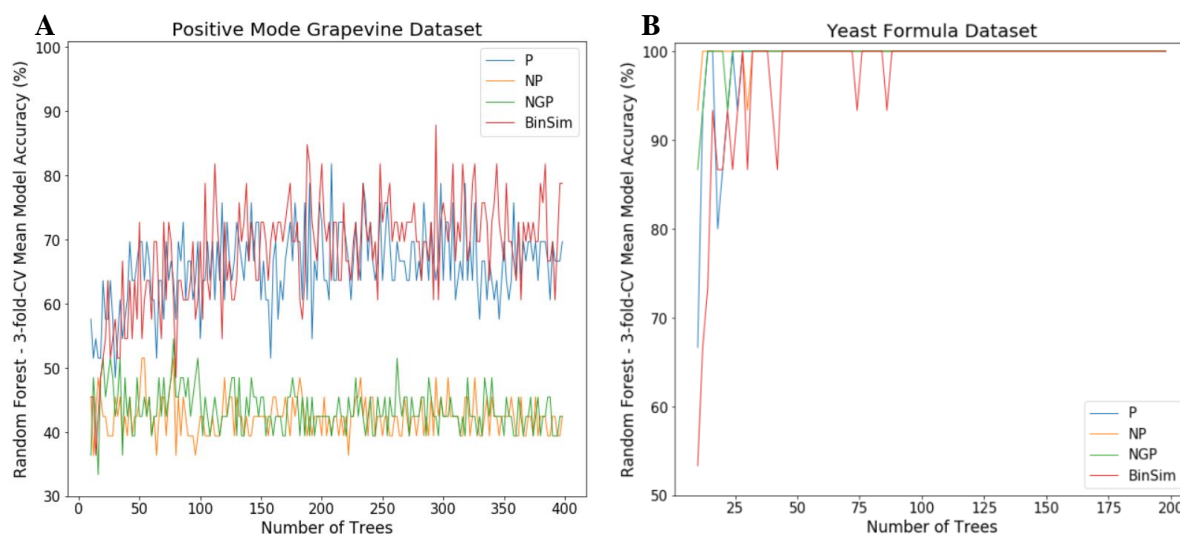 A
Positive Mode Grapevine Dataset
Random Forest - 3-fold-CV Mean Model Accuracy (%)
100
90
80
70
60
50
40
30
P
NP
NGP
BinSim
0 50 100 150 200 250 300 350 400
Number of Trees
B
Yeast Formula Dataset
Random Forest - 3-fold-CV Mean Model Accuracy (%)
100
90
80
70
60
50
P
NP
NGP
BinSim
25 50 75 100 125 150 175 200
Number of Trees